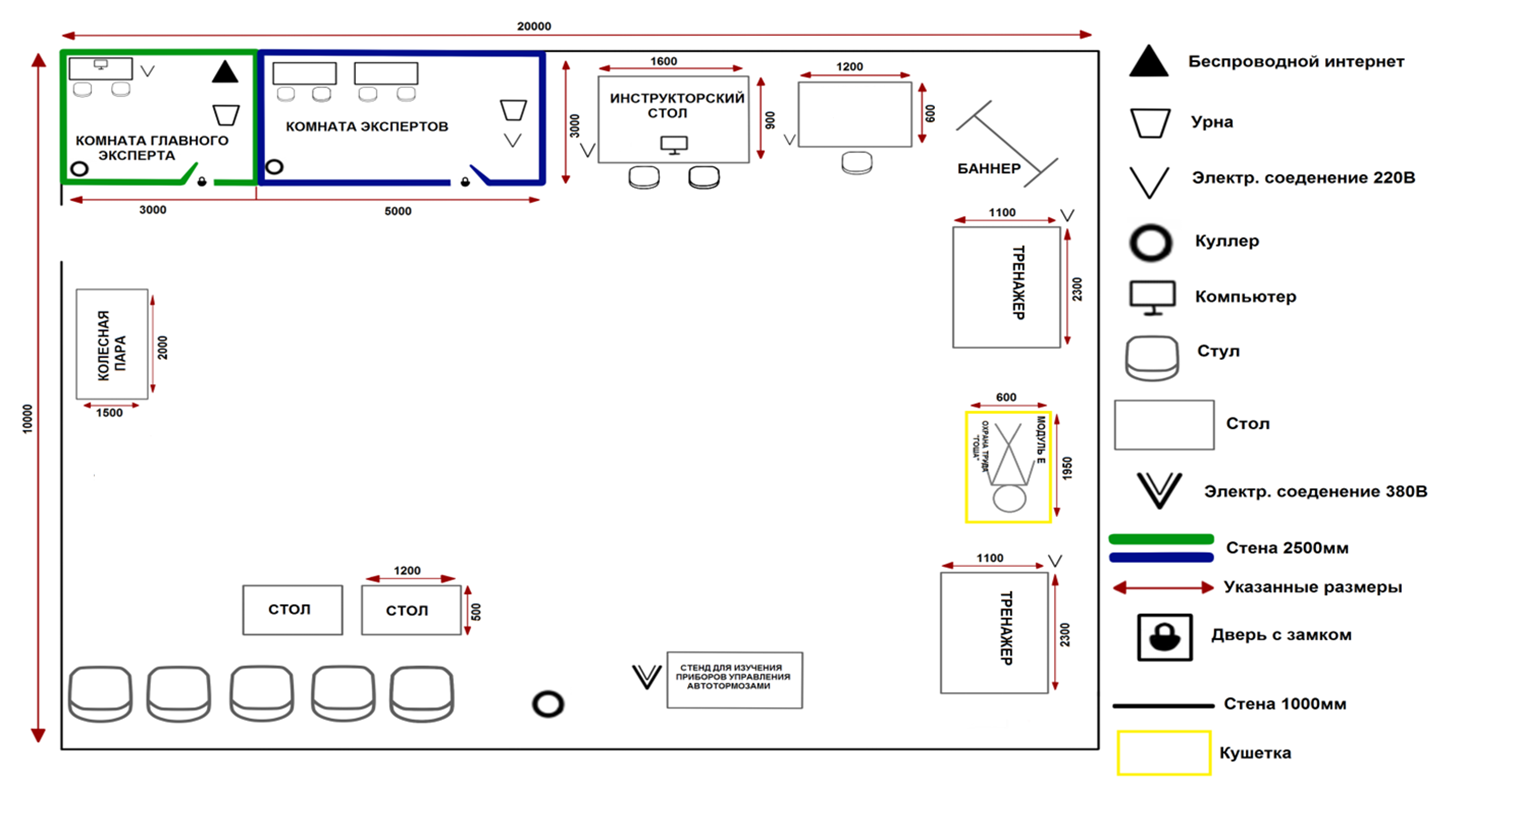 20000
10000
КОМНАТА ГЛАВНОГО
ЭКСПЕРТА
КОМНАТА ЭКСПЕРТОВ
3000
5000
3000
1600
ИНСТРУКТОРСКИЙ
СТОЛ
900
1200
600
БАННЕР
1100
ТРЕНАЖЕР
2300
КОЛЕСНАЯ
ПАРА
2000
1500
600
МОДУЛЬ Е
ОХРАНА ТРУДА
"ГОША"
1950
1200
СТОЛ
СТОЛ
500
1100
ТРЕНАЖЕР
2300
СТЕНД ДЛЯ ИЗУЧЕНИЯ
ПРИБОРОВ УПРАВЛЕНИЯ
АВТОТОРМОЗАМИ
Беспроводной интернет
Урна
Электр. соеденение 220В
Куллер
Компьютер
Стул
Стол
Электр. соеденение 380В
Стена 2500мм
Указанные размеры
Дверь с замком
Стена 1000мм
Кушетка